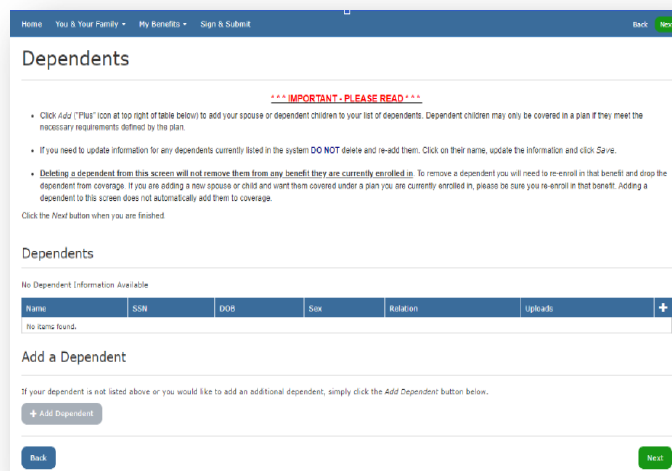 Home You & Your Family My Benefits Sign & Submit Back Next
Dependents
* * * IMPORTANT - PLEASE READ * * *
• Click Add ("Plus" icon at top right of table below) to add your spouse or dependent children to your list of dependents. Dependent children may only be covered in a plan if they meet the
necessary requirements defined by the plan.
• If you need to update information for any dependents currently listed in the system DO NOT delete and re-add them. Click on their name, update the information and click Save.
• Deleting a dependent from this screen will not remove them from any benefit they are currently enrolled in. To remove a dependent you will need to re-enroll in that benefit and drop the
dependent from coverage. If you are adding a new spouse or child and want them covered under a plan you are currently enrolled in, please be sure you re-enroll in that benefit. Adding a
dependent to this screen does not automatically add them to coverage.
Click the Next button when you are finished.
Dependents
No Dependent Information Available
Name SSN DOB Sex Relation Uploads +
No items found.
Add a Dependent
If your dependent is not listed above or you would like to add an additional dependent, simply click the Add Dependent button below.
+ Add Dependent
Back Next